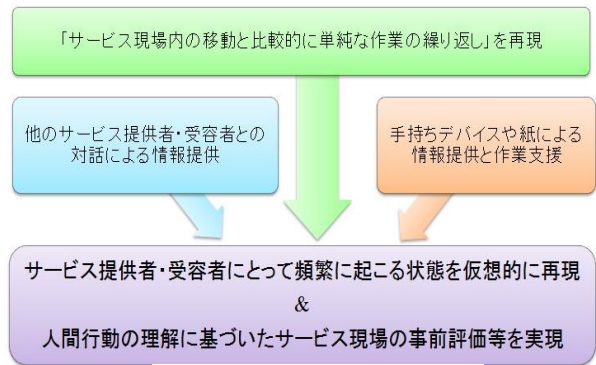 「サービス現場内の移動と比較的に単純な作業の繰り返し」を再現
他のサービス提供者・受容者との
対話による情報提供
手持ちデバイスや紙による
情報提供と作業支援
サービス提供者・受容者にとって頻繁に起こる状態を仮想的に再現
&
人間行動の理解に基づいたサービス現場の事前評価等を実現